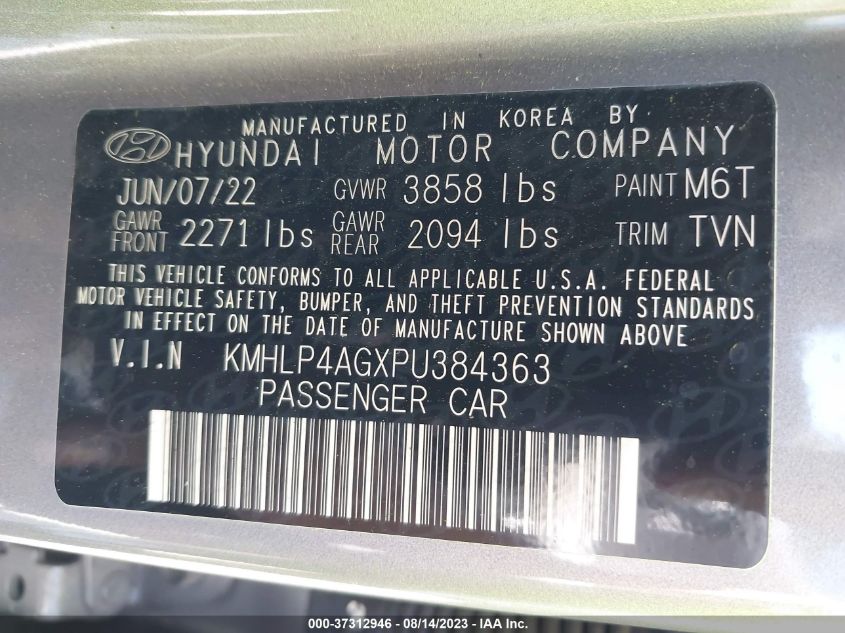 MANUFACTURED IN KOREA BY
HYUNDAI MOTOR COMPANY
JUN/07/22 GVWR 3858 lbs PAINT M6T
GAWR FRONT 2271 lbs GAWR REAR 2094 lbs TRIM TVN
THIS VEHICLE CONFORMS TO ALL APPLICABLE U.S.A. FEDERAL
MOTOR VEHICLE SAFETY, BUMPER, AND THEFT PREVENTION STANDARDS
IN EFFECT ON THE DATE OF MANUFACTURE SHOWN ABOVE
V.I.N KMHLP4AGXPU384363
PASSENGER CAR
000-37312946 - 08/14/2023 - IAAI.COM